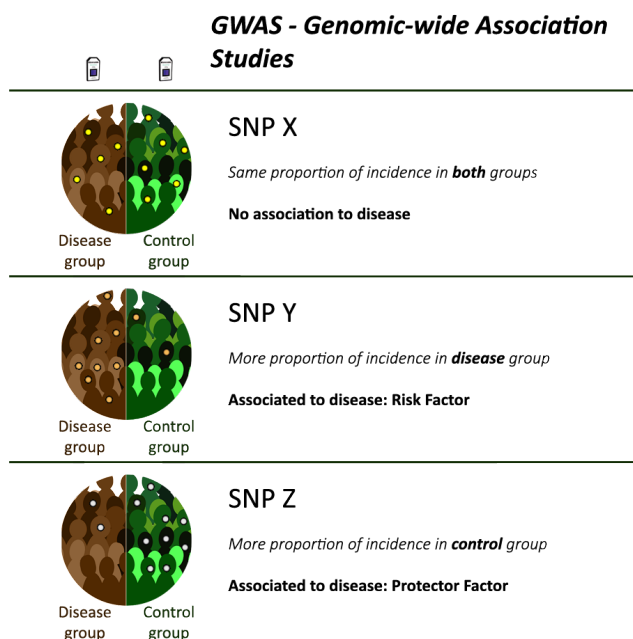 GWAS - Genomic-wide Association
Studies
SNP X
Same proportion of incidence in both groups
No association to disease
Disease
group
Control
group
SNP Y
More proportion of incidence in disease group
Associated to disease: Risk Factor
Disease
group
Control
group
SNP Z
More proportion of incidence in control group
Associated to disease: Protector Factor
Disease
group
Control
group